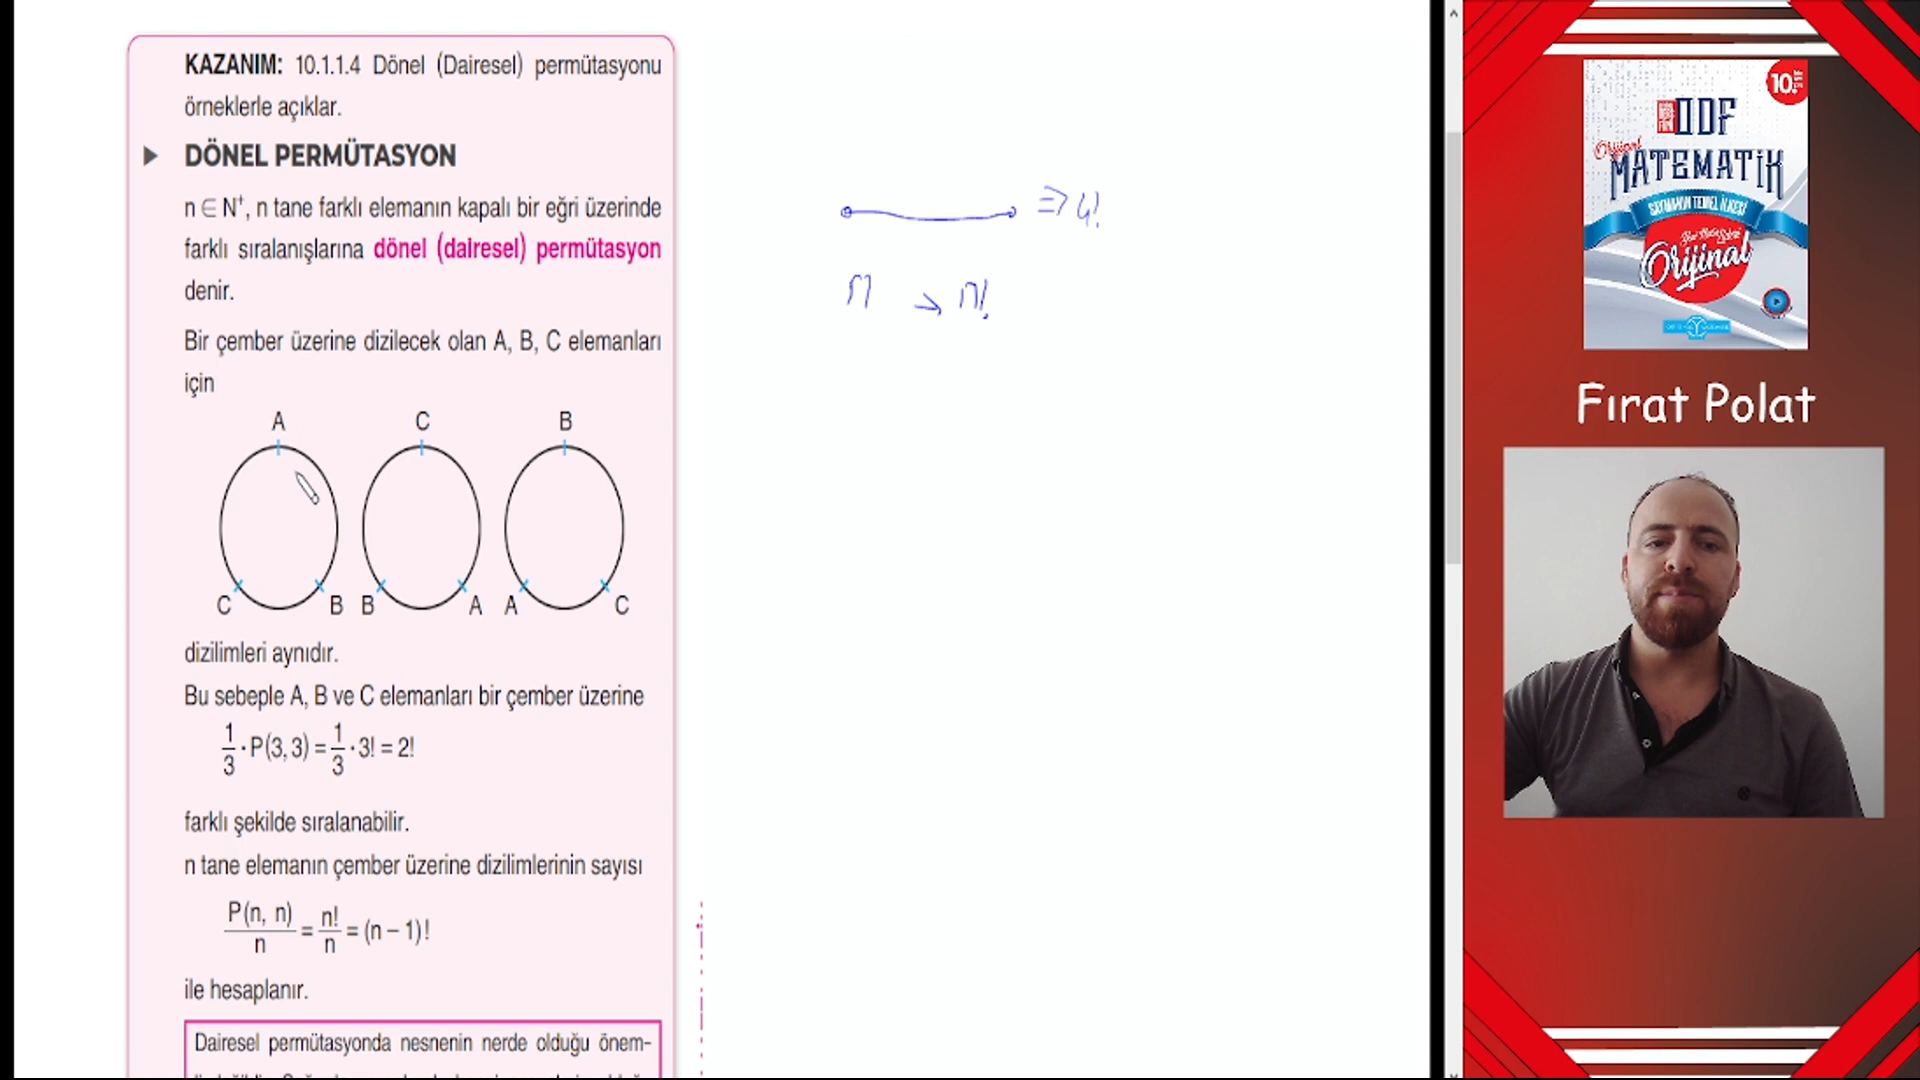 KAZANIM: 10.1.1.4 Dönel (Dairesel) permütasyonu
örneklerle açıklar.
DÖNEL PERMÜTASYON
n ∈ N⁺, n tane farklı elemanın kapalı bir eğri üzerinde
farklı sıralanışlarına dönel (dairesel) permütasyon
denir.
Bir çember üzerine dizilecek olan A, B, C elemanları
için
A C B
C B B A A C
dizilimleri aynıdır.
Bu sebeple A, B ve C elemanları bir çember üzerine
1/3 · P(3, 3) = 1/3 · 3! = 2!
farklı şekilde sıralanabilir.
n tane elemanın çember üzerine dizilimlerinin sayısı
P(n, n)/n = n!/n = (n – 1)!
ile hesaplanır.
Dairesel permütasyonda nesnenin nerde olduğu önem-
⇒ 4!
n → n!
10.
ODF
Orijinal
MATEMATİK
SAYMANIN TEMEL İLKESİ
Orijinal
Fırat Polat